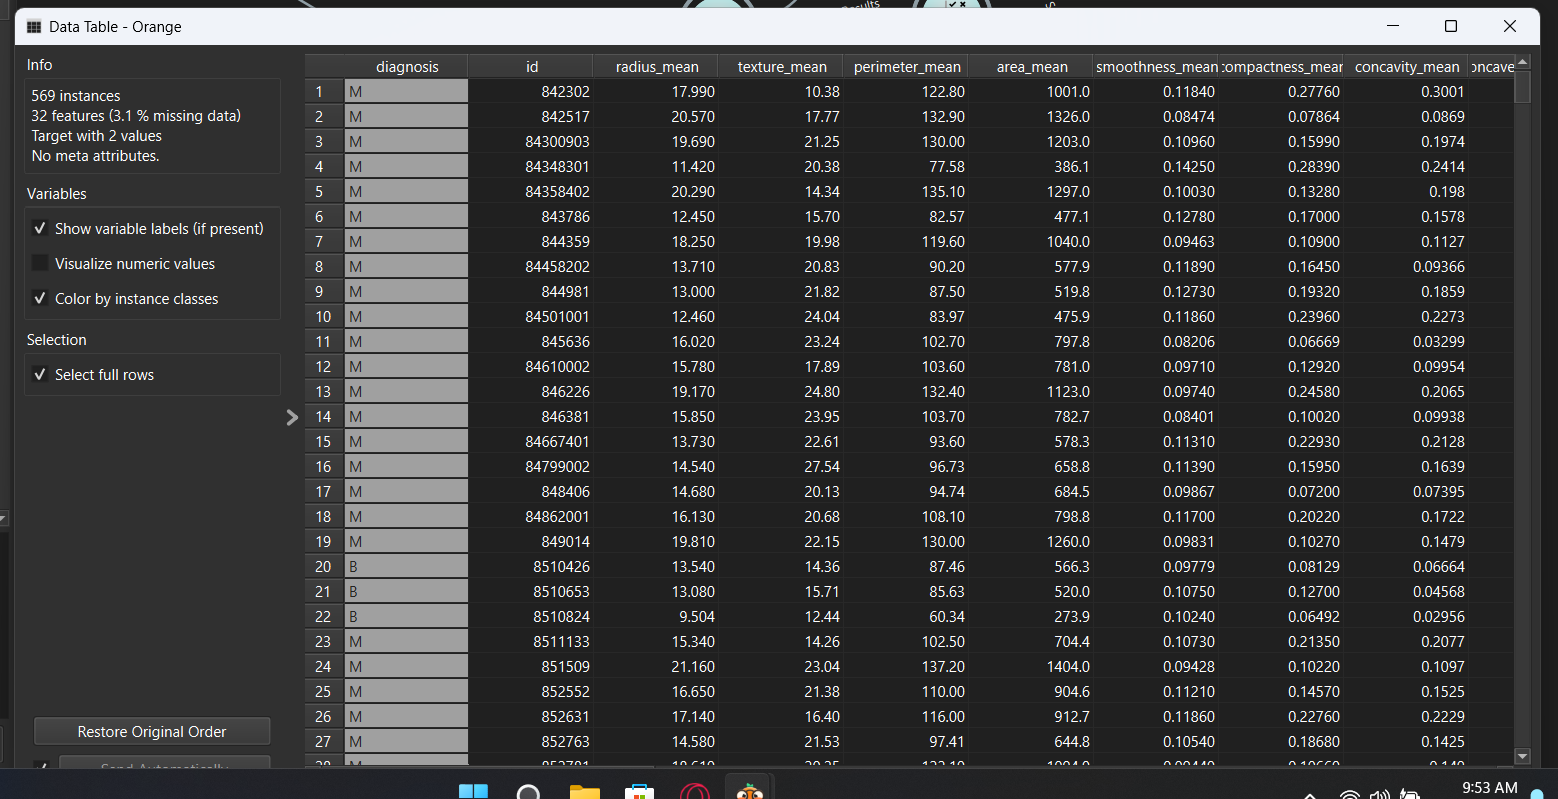 Data Table - Orange
Info
569 instances
32 features (3.1 % missing data)
Target with 2 values
No meta attributes.
Variables
Show variable labels (if present)
Visualize numeric values
Color by instance classes
Selection
Select full rows
Restore Original Order
Send Automatically
diagnosis id radius_mean texture_mean perimeter_mean area_mean smoothness_mean compactness_mean concavity_mean
1 M 842302 17.990 10.38 122.80 1001.0 0.11840 0.27760 0.3001
2 M 842517 20.570 17.77 132.90 1326.0 0.08474 0.07864 0.0869
3 M 84300903 19.690 21.25 130.00 1203.0 0.10960 0.15990 0.1974
4 M 84348301 11.420 20.38 77.58 386.1 0.14250 0.28390 0.2414
5 M 84358402 20.290 14.34 135.10 1297.0 0.10030 0.13280 0.198
6 M 843786 12.450 15.70 82.57 477.1 0.12780 0.17000 0.1578
7 M 844359 18.250 19.98 119.60 1040.0 0.09463 0.10900 0.1127
8 M 84458202 13.710 20.83 90.20 577.9 0.11890 0.16450 0.09366
9 M 844981 13.000 21.82 87.50 519.8 0.12730 0.19320 0.1859
10 M 84501001 12.460 24.04 83.97 475.9 0.11860 0.23960 0.2273
11 M 845636 16.020 23.24 102.70 797.8 0.08206 0.06669 0.03299
12 M 84610002 15.780 17.89 103.60 781.0 0.09710 0.12920 0.09954
13 M 846226 19.170 24.80 132.40 1123.0 0.09740 0.24580 0.2065
14 M 846381 15.850 23.95 103.70 782.7 0.08401 0.10020 0.09938
15 M 84667401 13.730 22.61 93.60 578.3 0.11310 0.22930 0.2128
16 M 84799002 14.540 27.54 96.73 658.8 0.11390 0.15950 0.1639
17 M 848406 14.680 20.13 94.74 684.5 0.09867 0.07200 0.07395
18 M 84862001 16.130 20.68 108.10 798.8 0.11700 0.20220 0.1722
19 M 849014 19.810 22.15 130.00 1260.0 0.09831 0.10270 0.1479
20 B 8510426 13.540 14.36 87.46 566.3 0.09779 0.08129 0.06664
21 B 8510653 13.080 15.71 85.63 520.0 0.10750 0.12700 0.04568
22 B 8510824 9.504 12.44 60.34 273.9 0.10240 0.06492 0.02956
23 M 8511133 15.340 14.26 102.50 704.4 0.10730 0.21350 0.2077
24 M 851509 21.160 23.04 137.20 1404.0 0.09428 0.10220 0.1097
25 M 852552 16.650 21.38 110.00 904.6 0.11210 0.14570 0.1525
26 M 852631 17.140 16.40 116.00 912.7 0.11860 0.22760 0.2229
27 M 852763 14.580 21.53 97.41 644.8 0.10540 0.18680 0.1425
9:53 AM